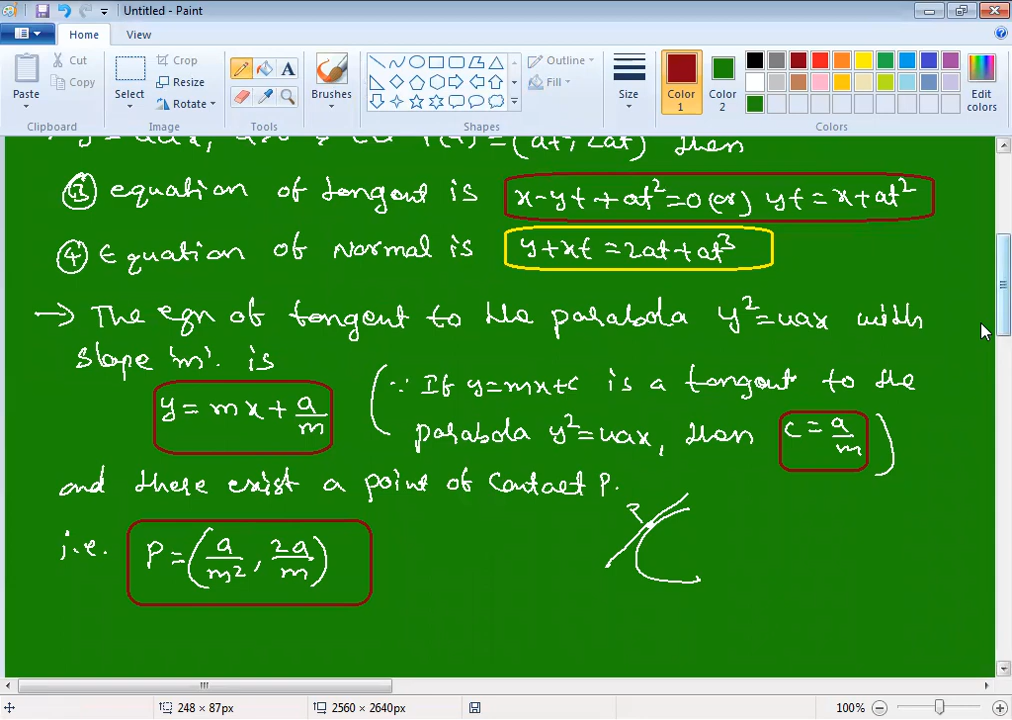 Untitled - Paint
Home View
Cut
Copy
Paste
Clipboard
Select
Crop
Resize
Rotate
Image
A
Tools
Brushes
Outline
Fill
Shapes
Size
Color 1
Color 2
Edit colors
Colors
then
③ equation of tangent is x-yt+at²=0 (or) yt=x+at²
④ Equation of Normal is y+xt=2at+at³
→ The eqn of tangent to the parabola y²=4ax with
slope 'm'. is
y=mx+a/m (∵ If y=mx+c is a tangent to the
parabola y²=4ax, then c=a/m)
and there exist a point of contact P.
P
i.e. P=(a/m², 2a/m)
248 × 87px
2560 × 2640px
100%